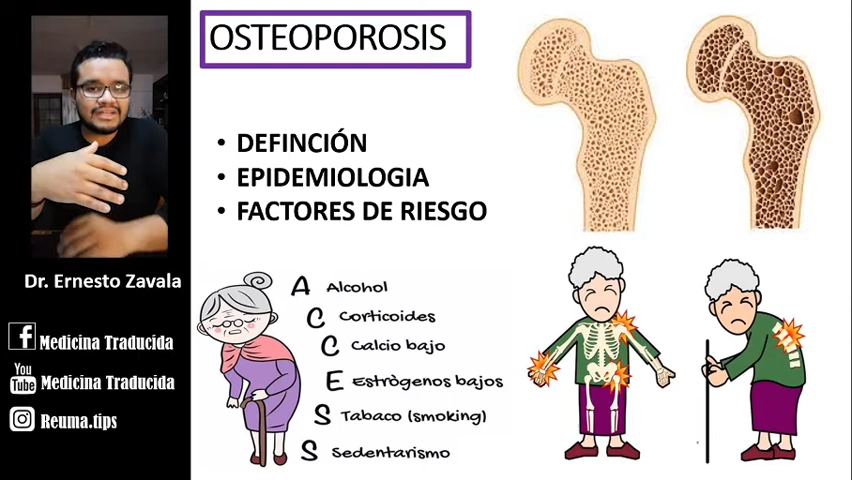 OSTEOPOROSIS
• DEFINCIÓN
• EPIDEMIOLOGIA
• FACTORES DE RIESGO
A Alcohol
C Corticoides
C Calcio bajo
E Estrògenos bajos
S Tabaco (smoking)
S Sedentarismo
Dr. Ernesto Zavala
f Medicina Traducida
You Tube Medicina Traducida
Reuma.tips